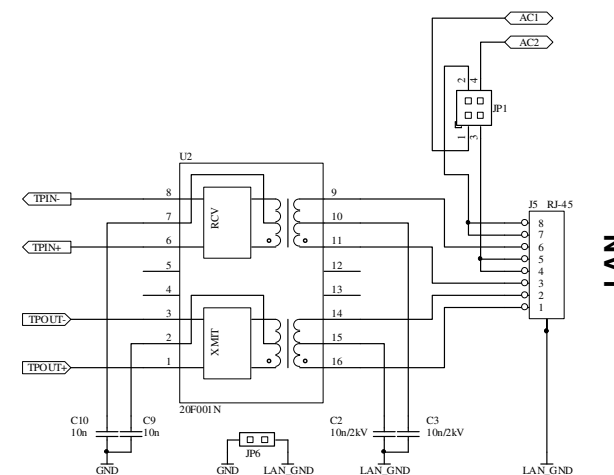 AC1
AC2
2 4
JP1
1 3
U2
TPIN-
8
RCV
9
7
10
TPIN+
6
11
5
12
4
13
TPOUT-
3
XMIT
14
2
15
TPOUT+
1
16
20F001N
J5 RJ-45
8
7
6
5
4
3
2
1
LAN
C10
10n
C9
10n
C2
10n/2kV
C3
10n/2kV
JP6
GND
GND
LAN_GND
LAN_GND
LAN_GND